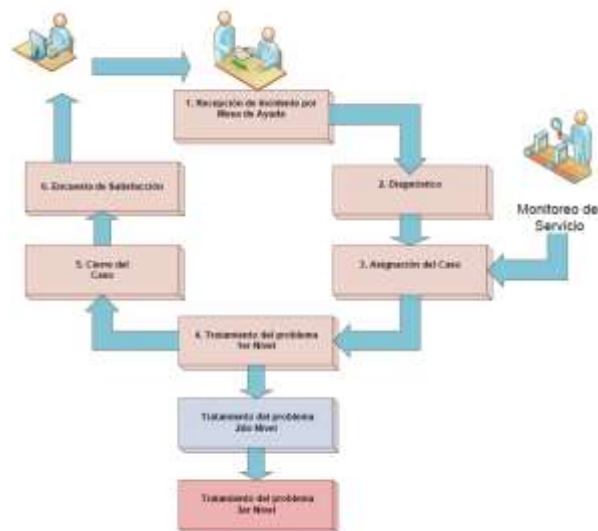 1. Recepción de Incidente por
Mesa de Ayuda
2. Diagnóstico
Monitoreo de
Servicio
3. Asignación del Caso
4. Tratamiento del problema
1er Nivel
5. Cierre del
Caso
6. Encuesta de Satisfacción
Tratamiento del problema
2do Nivel
Tratamiento del problema
3er Nivel